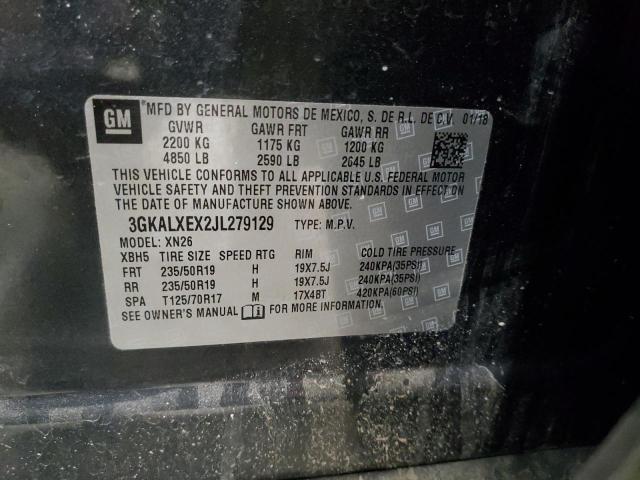 GM MFD BY GENERAL MOTORS DE MEXICO, S. DE R.L. DE C.V. 01/18
GVWR GAWR FRT GAWR RR
2200 KG 1175 KG 1200 KG
4850 LB 2590 LB 2645 LB
THIS VEHICLE CONFORMS TO ALL APPLICABLE U.S. FEDERAL MOTOR
VEHICLE SAFETY AND THEFT PREVENTION STANDARDS IN EFFECT ON
THE DATE OF MANUFACTURE SHOWN ABOVE.
3GKALXEX2JL279129 TYPE: M.P.V.
MODEL: XN26
XBH5 TIRE SIZE SPEED RTG RIM COLD TIRE PRESSURE
FRT 235/50R19 H 19X7.5J 240KPA(35PSI)
RR 235/50R19 H 19X7.5J 240KPA(35PSI)
SPA T125/70R17 M 17X4BT 420KPA(60PSI)
SEE OWNER'S MANUAL FOR MORE INFORMATION.